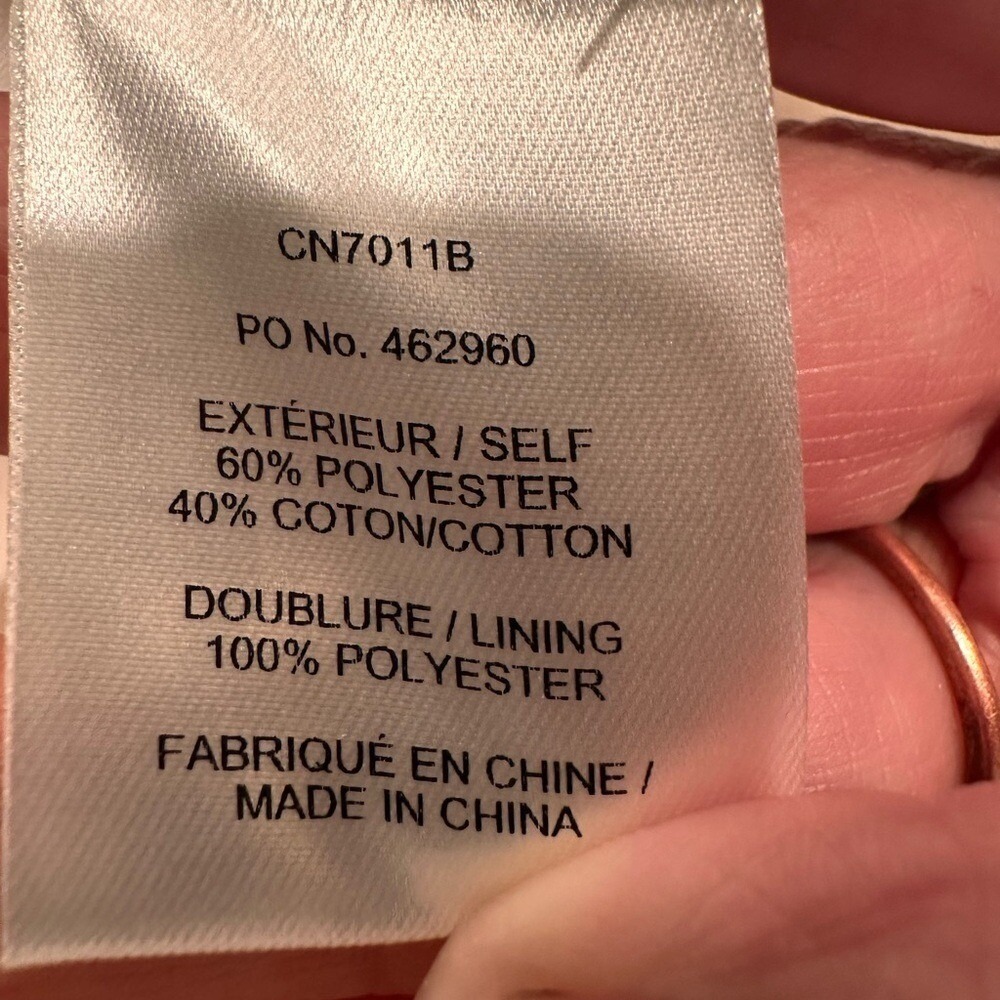 CN7011B
PO No. 462960
EXTÉRIEUR / SELF
60% POLYESTER
40% COTON/COTTON
DOUBLURE / LINING
100% POLYESTER
FABRIQUÉ EN CHINE /
MADE IN CHINA